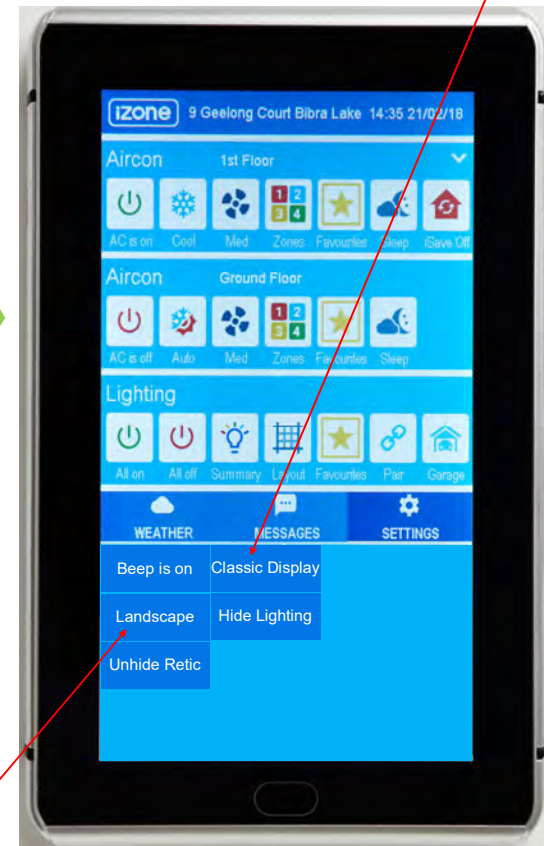 izone 9 Geelong Court Bibra Lake 14:35 21/02/18
Aircon 1st Floor
1 2
3 4
AC is on Cool Med Zones Favourites Sleep iSave Off
Aircon Ground Floor
1 2
3 4
AC is off Auto Med Zones Favourites Sleep
Lighting
All on All off Summary Layout Favourites Pair Garage
WEATHER MESSAGES SETTINGS
Beep is on Classic Display
Landscape Hide Lighting
Unhide Retic